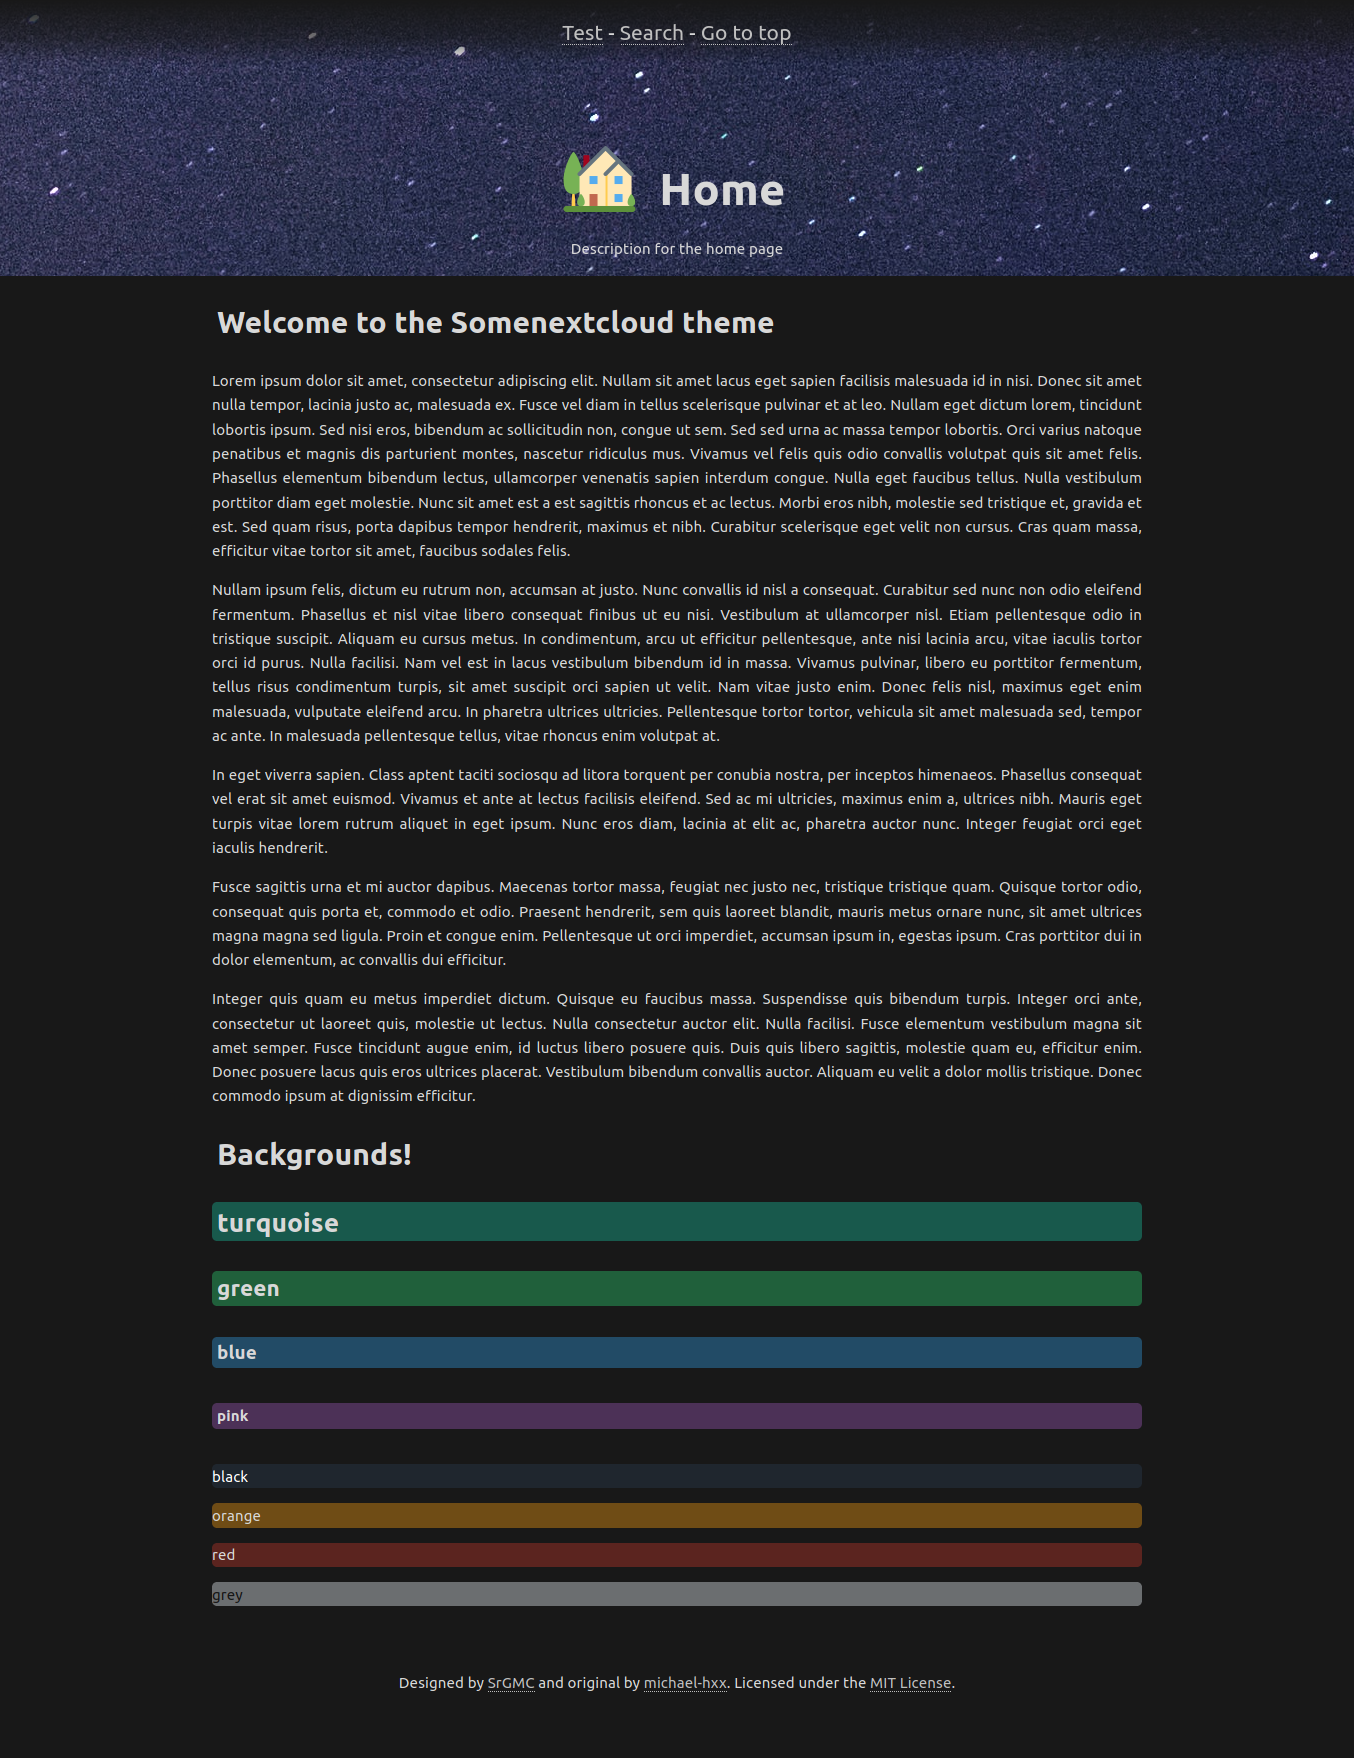 Test - Search - Go to top
Home
Description for the home page
Welcome to the Somenextcloud theme
Lorem ipsum dolor sit amet, consectetur adipiscing elit. Nullam sit amet lacus eget sapien facilisis malesuada id in nisi. Donec sit amet
nulla tempor, lacinia justo ac, malesuada ex. Fusce vel diam in tellus scelerisque pulvinar et at leo. Nullam eget dictum lorem, tincidunt
lobortis ipsum. Sed nisi eros, bibendum ac sollicitudin non, congue ut sem. Sed sed urna ac massa tempor lobortis. Orci varius natoque
penatibus et magnis dis parturient montes, nascetur ridiculus mus. Vivamus vel felis quis odio convallis volutpat quis sit amet felis.
Phasellus elementum bibendum lectus, ullamcorper venenatis sapien interdum congue. Nulla eget faucibus tellus. Nulla vestibulum
porttitor diam eget molestie. Nunc sit amet est a est sagittis rhoncus et ac lectus. Morbi eros nibh, molestie sed tristique et, gravida et
est. Sed quam risus, porta dapibus tempor hendrerit, maximus et nibh. Curabitur scelerisque eget velit non cursus. Cras quam massa,
efficitur vitae tortor sit amet, faucibus sodales felis.
Nullam ipsum felis, dictum eu rutrum non, accumsan at justo. Nunc convallis id nisl a consequat. Curabitur sed nunc non odio eleifend
fermentum. Phasellus et nisl vitae libero consequat finibus ut eu nisi. Vestibulum at ullamcorper nisl. Etiam pellentesque odio in
tristique suscipit. Aliquam eu cursus metus. In condimentum, arcu ut efficitur pellentesque, ante nisi lacinia arcu, vitae iaculis tortor
orci id purus. Nulla facilisi. Nam vel est in lacus vestibulum bibendum id in massa. Vivamus pulvinar, libero eu porttitor fermentum,
tellus risus condimentum turpis, sit amet suscipit orci sapien ut velit. Nam vitae justo enim. Donec felis nisl, maximus eget enim
malesuada, vulputate eleifend arcu. In pharetra ultrices ultricies. Pellentesque tortor tortor, vehicula sit amet malesuada sed, tempor
ac ante. In malesuada pellentesque tellus, vitae rhoncus enim volutpat at.
In eget viverra sapien. Class aptent taciti sociosqu ad litora torquent per conubia nostra, per inceptos himenaeos. Phasellus consequat
vel erat sit amet euismod. Vivamus et ante at lectus facilisis eleifend. Sed ac mi ultricies, maximus enim a, ultrices nibh. Mauris eget
turpis vitae lorem rutrum aliquet in eget ipsum. Nunc eros diam, lacinia at elit ac, pharetra auctor nunc. Integer feugiat orci eget
iaculis hendrerit.
Fusce sagittis urna et mi auctor dapibus. Maecenas tortor massa, feugiat nec justo nec, tristique tristique quam. Quisque tortor odio,
consequat quis porta et, commodo et odio. Praesent hendrerit, sem quis laoreet blandit, mauris metus ornare nunc, sit amet ultrices
magna magna sed ligula. Proin et congue enim. Pellentesque ut orci imperdiet, accumsan ipsum in, egestas ipsum. Cras porttitor dui in
dolor elementum, ac convallis dui efficitur.
Integer quis quam eu metus imperdiet dictum. Quisque eu faucibus massa. Suspendisse quis bibendum turpis. Integer orci ante,
consectetur ut laoreet quis, molestie ut lectus. Nulla consectetur auctor elit. Nulla facilisi. Fusce elementum vestibulum magna sit
amet semper. Fusce tincidunt augue enim, id luctus libero posuere quis. Duis quis libero sagittis, molestie quam eu, efficitur enim.
Donec posuere lacus quis eros ultrices placerat. Vestibulum bibendum convallis auctor. Aliquam eu velit a dolor mollis tristique. Donec
commodo ipsum at dignissim efficitur.
Backgrounds!
turquoise
green
blue
pink
black
orange
red
grey
Designed by SrGMC and original by michael-hxx. Licensed under the MIT License.